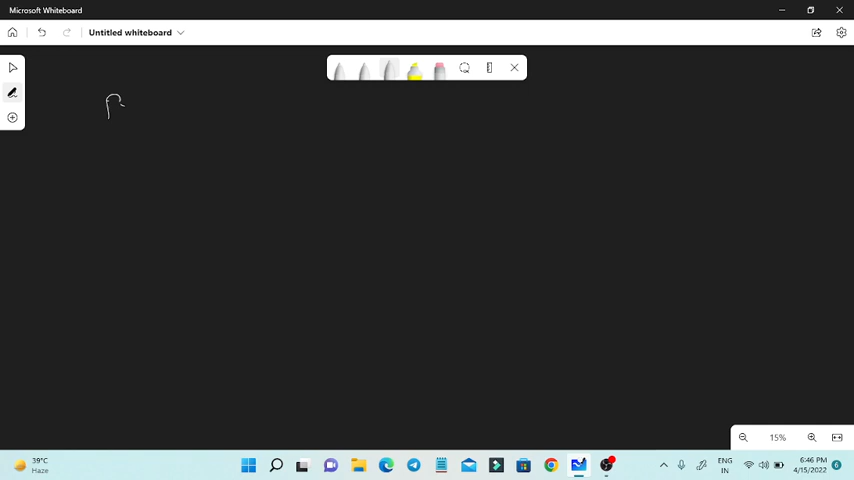 Microsoft Whiteboard
Untitled whiteboard
15%
39°C
Haze
ENG
IN
6:46 PM
4/15/2022
6